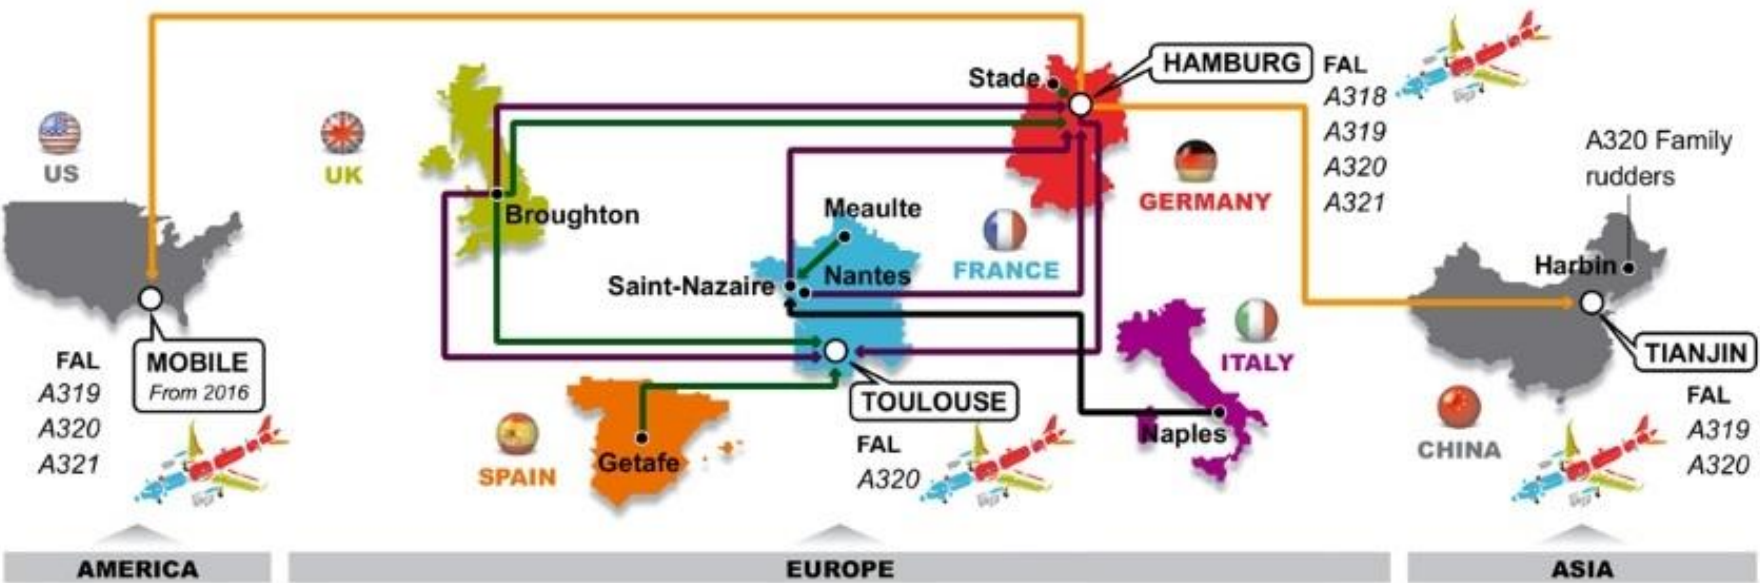 US
FAL
A319
A320
A321
MOBILE
From 2016
AMERICA
UK
Broughton
Stade
HAMBURG
FAL
A318
A319
A320
A321
GERMANY
Meaulte
Saint-Nazaire
Nantes
FRANCE
TOULOUSE
FAL
A320
SPAIN
Getafe
ITALY
Naples
EUROPE
A320 Family
rudders
Harbin
TIANJIN
FAL
A319
A320
CHINA
ASIA